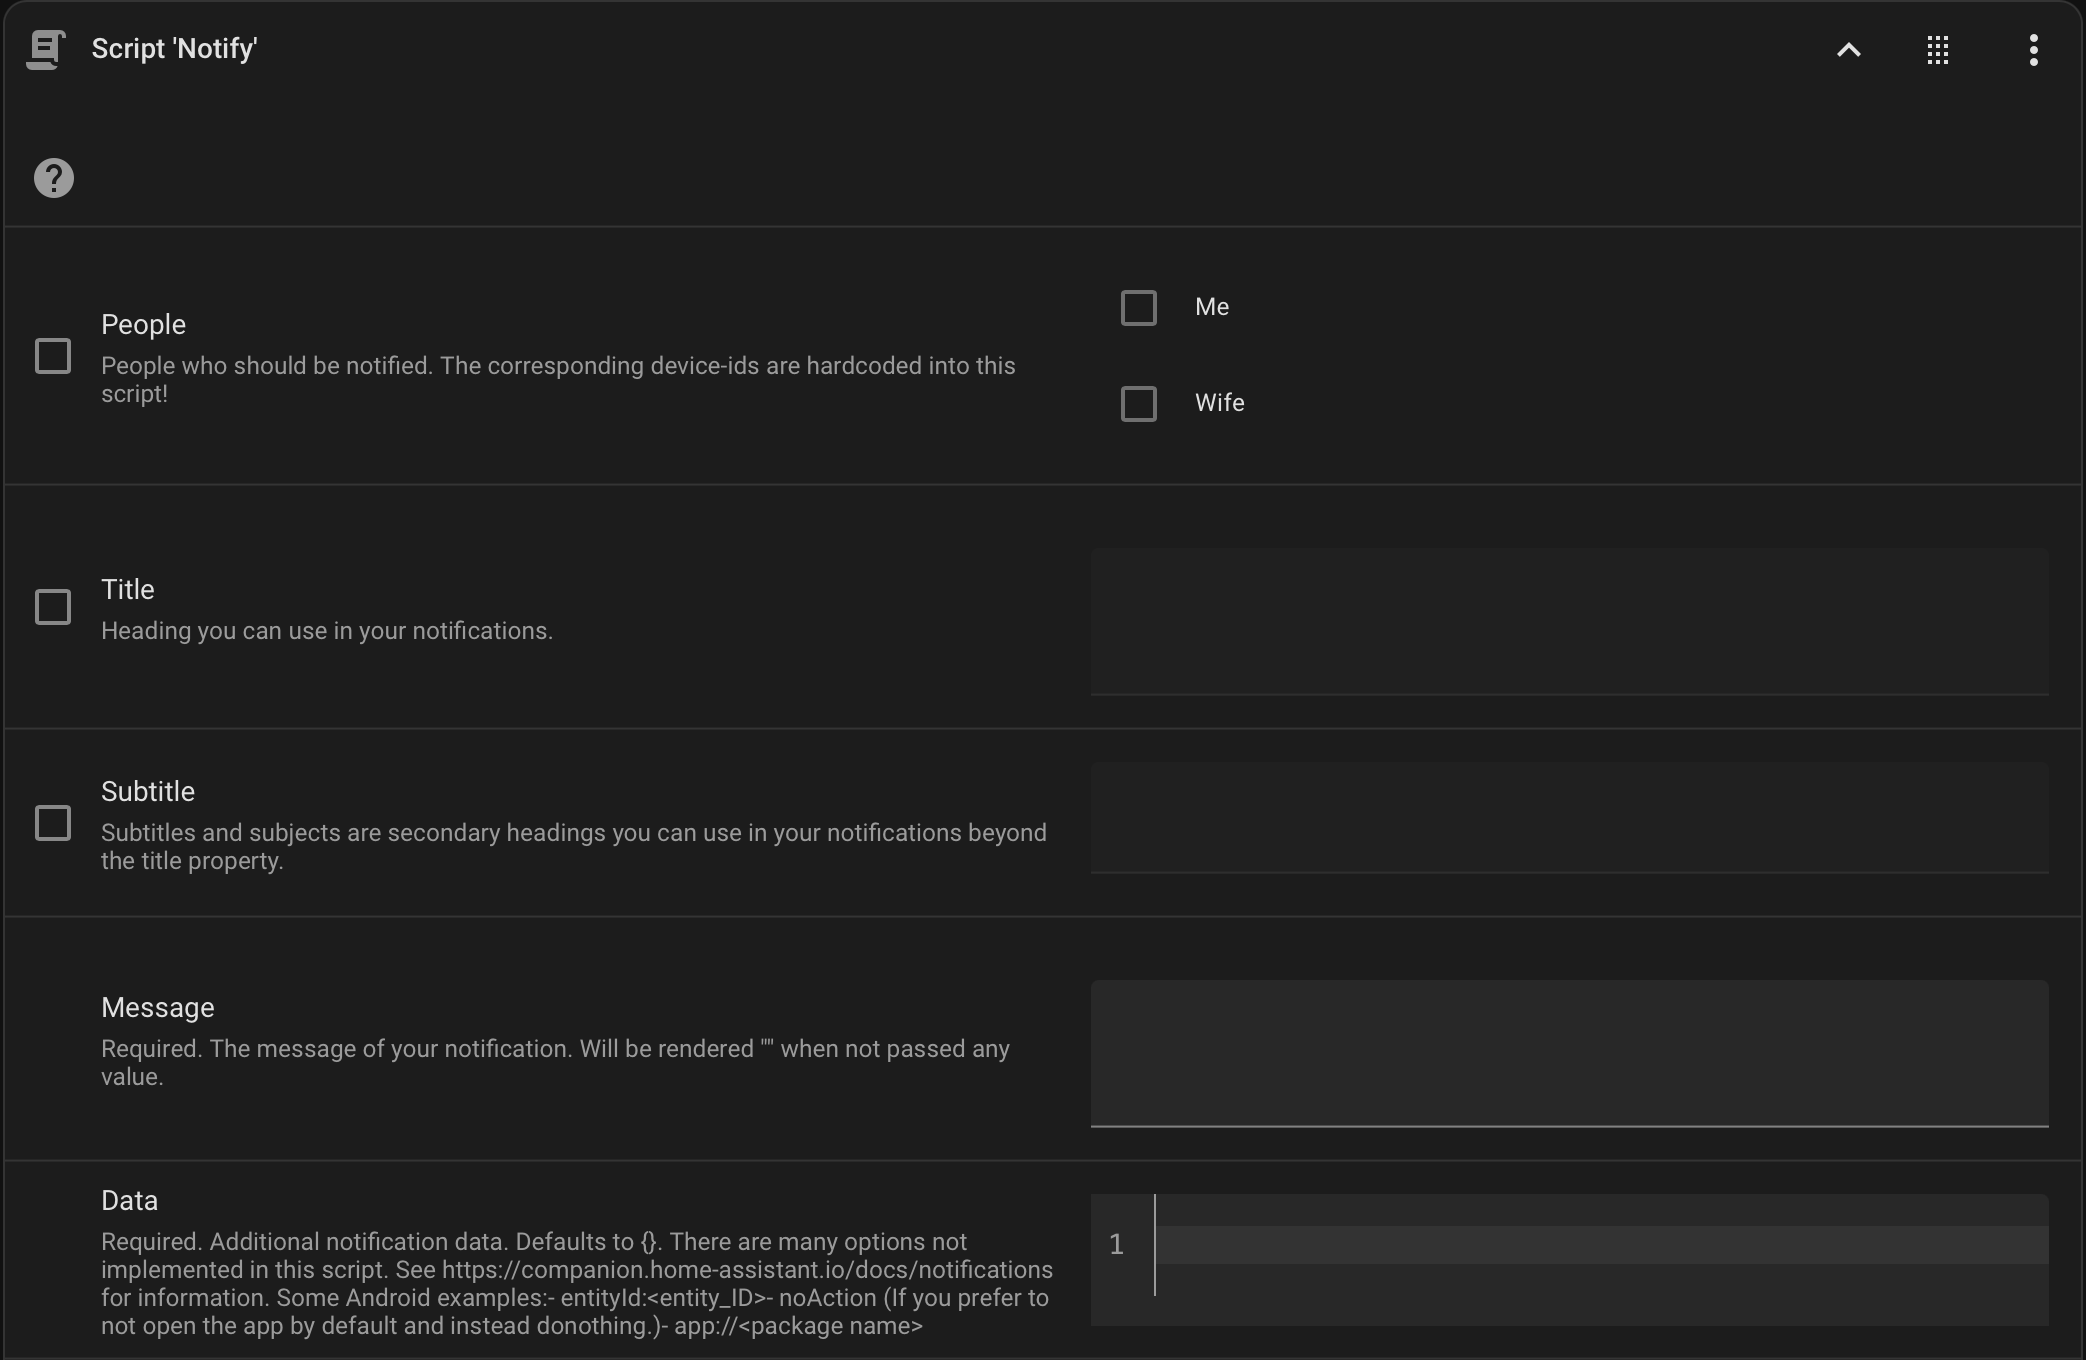 Script 'Notify'
People
People who should be notified. The corresponding device-ids are hardcoded into this
script!
Me
Wife
Title
Heading you can use in your notifications.
Subtitle
Subtitles and subjects are secondary headings you can use in your notifications beyond
the title property.
Message
Required. The message of your notification. Will be rendered "" when not passed any
value.
Data
Required. Additional notification data. Defaults to {}. There are many options not
implemented in this script. See https://companion.home-assistant.io/docs/notifications
for information. Some Android examples:- entityId:<entity_ID>- noAction (If you prefer to
not open the app by default and instead donothing.)- app://<package name>
1